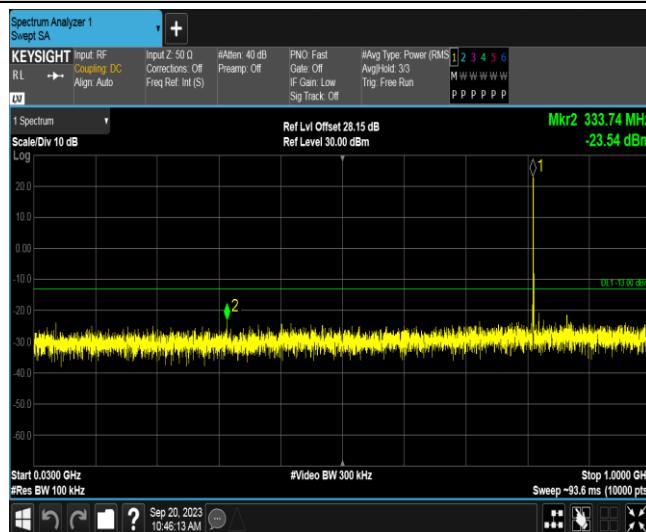 Spectrum Analyzer 1
Swept SA
+
KEYSIGHT
RL
LXI
Input: RF
Coupling: DC
Align: Auto
Input Z: 50 Ω
Corrections: Off
Freq Ref: Int (S)
#Atten: 40 dB
Preamp: Off
PNO: Fast
Gate: Off
IF Gain: Low
Sig Track: Off
#Avg Type: Power (RMS
Avg|Hold: 3/3
Trig: Free Run
1 2 3 4 5 6
M W W W W W
P P P P P P
1 Spectrum
Scale/Div 10 dB
Log
Ref Lvl Offset 28.15 dB
Ref Level 30.00 dBm
Mkr2 333.74 MHz
-23.54 dBm
1
20.0
10.0
0.00
-10.0
DL1 -13.00 dBm
2
-20.0
-30.0
-40.0
-50.0
-60.0
Start 0.0300 GHz
#Res BW 100 kHz
#Video BW 300 kHz
Stop 1.0000 GH
Sweep ~93.6 ms (10000 pts
?
Sep 20, 2023
10:46:13 AM